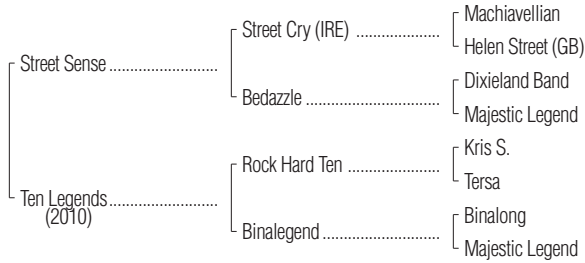 Machiavellian
Street Cry (IRE) ....................
Helen Street (GB)
Street Sense ..........................
Dixieland Band
Bedazzle ................................
Majestic Legend
Kris S.
Rock Hard Ten ......................
Tersa
Ten Legends..........................
(2010)
Binalong
Binalegend ............................
Majestic Legend